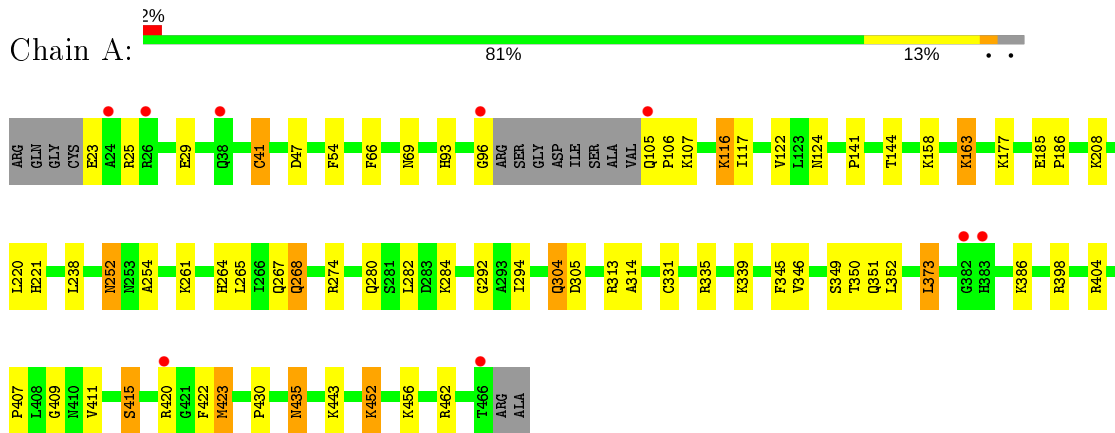 2%
Chain A:
81% 13% • •
ARG GLN GLY CYS E23 A24 R25 R26 E29 Q38 C41 D47 F54 F66 N69 H93 G96 ARG SER GLY ASP ILE SER ALA VAL Q105 P106 K107 K116 I117 V122 L123 N124 P141 T144 K158 K163 K177 E185 P186 K208
L220 H221 L238 N252 N253 A254 K261 H264 L265 I266 Q267 Q268 R274 Q280 S281 L282 D283 K284 G292 A293 I294 Q304 D305 R313 A314 C331 R335 K339 F345 V346 S349 T350 Q351 L352 L373 G382 H383 K386 R398 R404
P407 L408 G409 N410 V411 S415 R420 G421 F422 M423 P430 N435 K443 K452 K456 R462 T466 ARG ALA